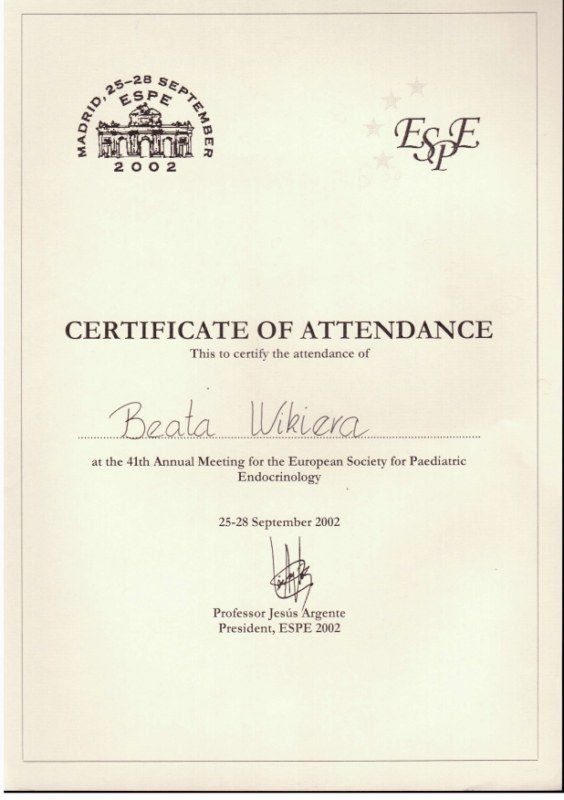 MADRID, 25-28 SEPTEMBER
ESPE
2002
ESPE
CERTIFICATE OF ATTENDANCE
This to certify the attendance of
Beata Wikiera
at the 41th Annual Meeting for the European Society for Paediatric
Endocrinology
25-28 September 2002
Professor Jesús Argente
President, ESPE 2002